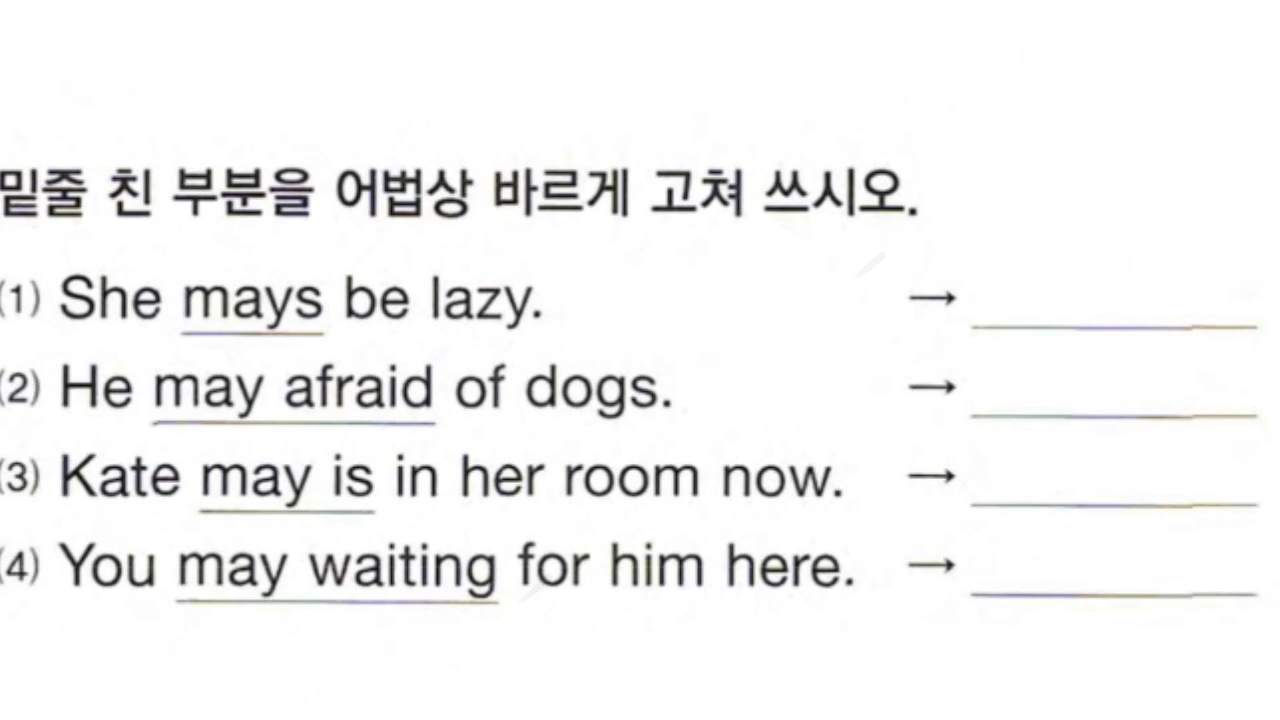 밑줄 친 부분을 어법상 바르게 고쳐 쓰시오.
(1) She mays be lazy. →
(2) He may afraid of dogs. →
(3) Kate may is in her room now. →
(4) You may waiting for him here. →